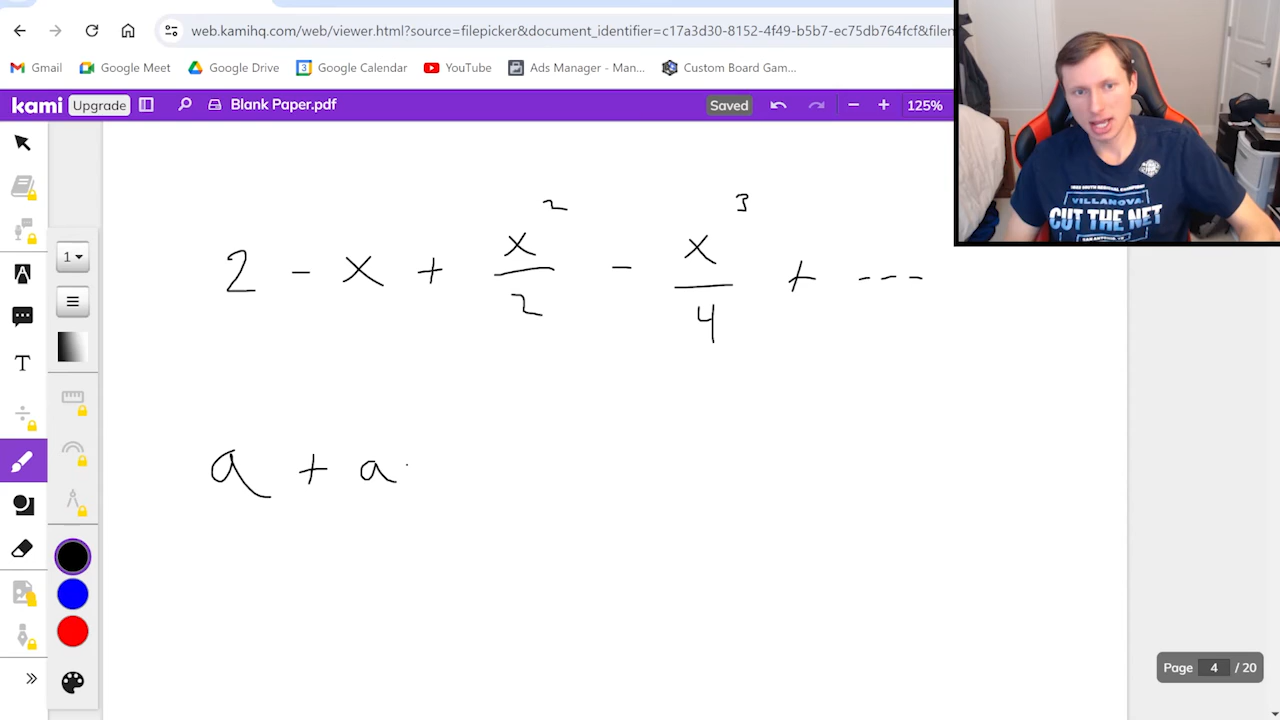 web.kamihq.com/web/viewer.html?source=filepicker&document_identifier=c17a3d30-8152-4f49-b5b7-ec75db764fcf&filen
Gmail Google Meet Google Drive 3 Google Calendar YouTube Ads Manager - Man... Custom Board Gam...
kami Upgrade Blank Paper.pdf Saved 125%
VILLANOVA
CUT THE NET
2 - x + x²/2 - x³/4 + ---
1
T
a + a
Page 4 / 20